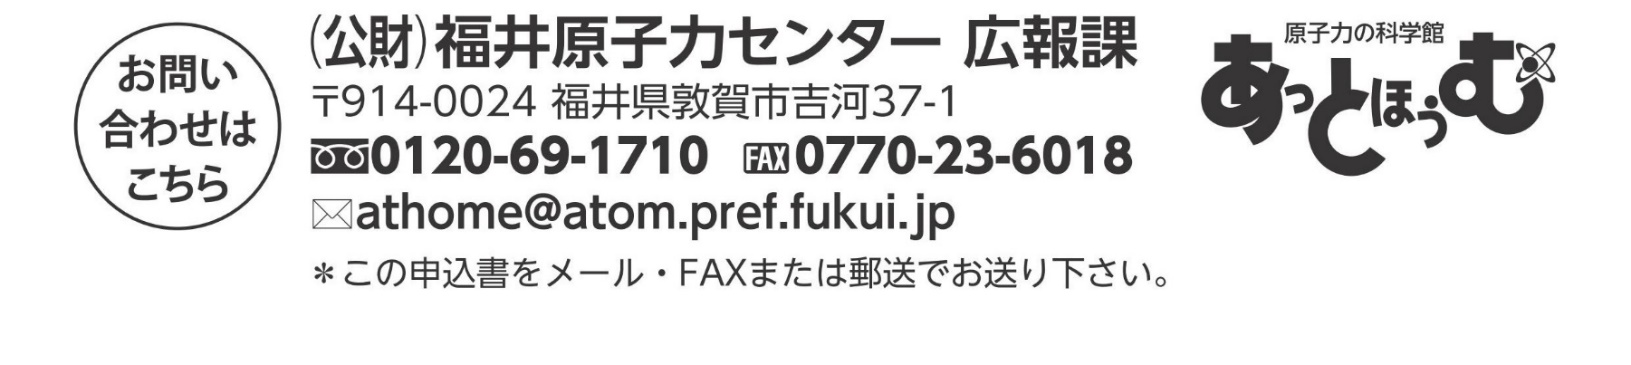 お問い
合わせは
こちら
(公財)福井原子力センター 広報課
〒914-0024 福井県敦賀市吉河37-1
0120-69-1710 FAX 0770-23-6018
athome@atom.pref.fukui.jp
＊この申込書をメール・FAXまたは郵送でお送り下さい。
原子力の科学館
あっとほうむ